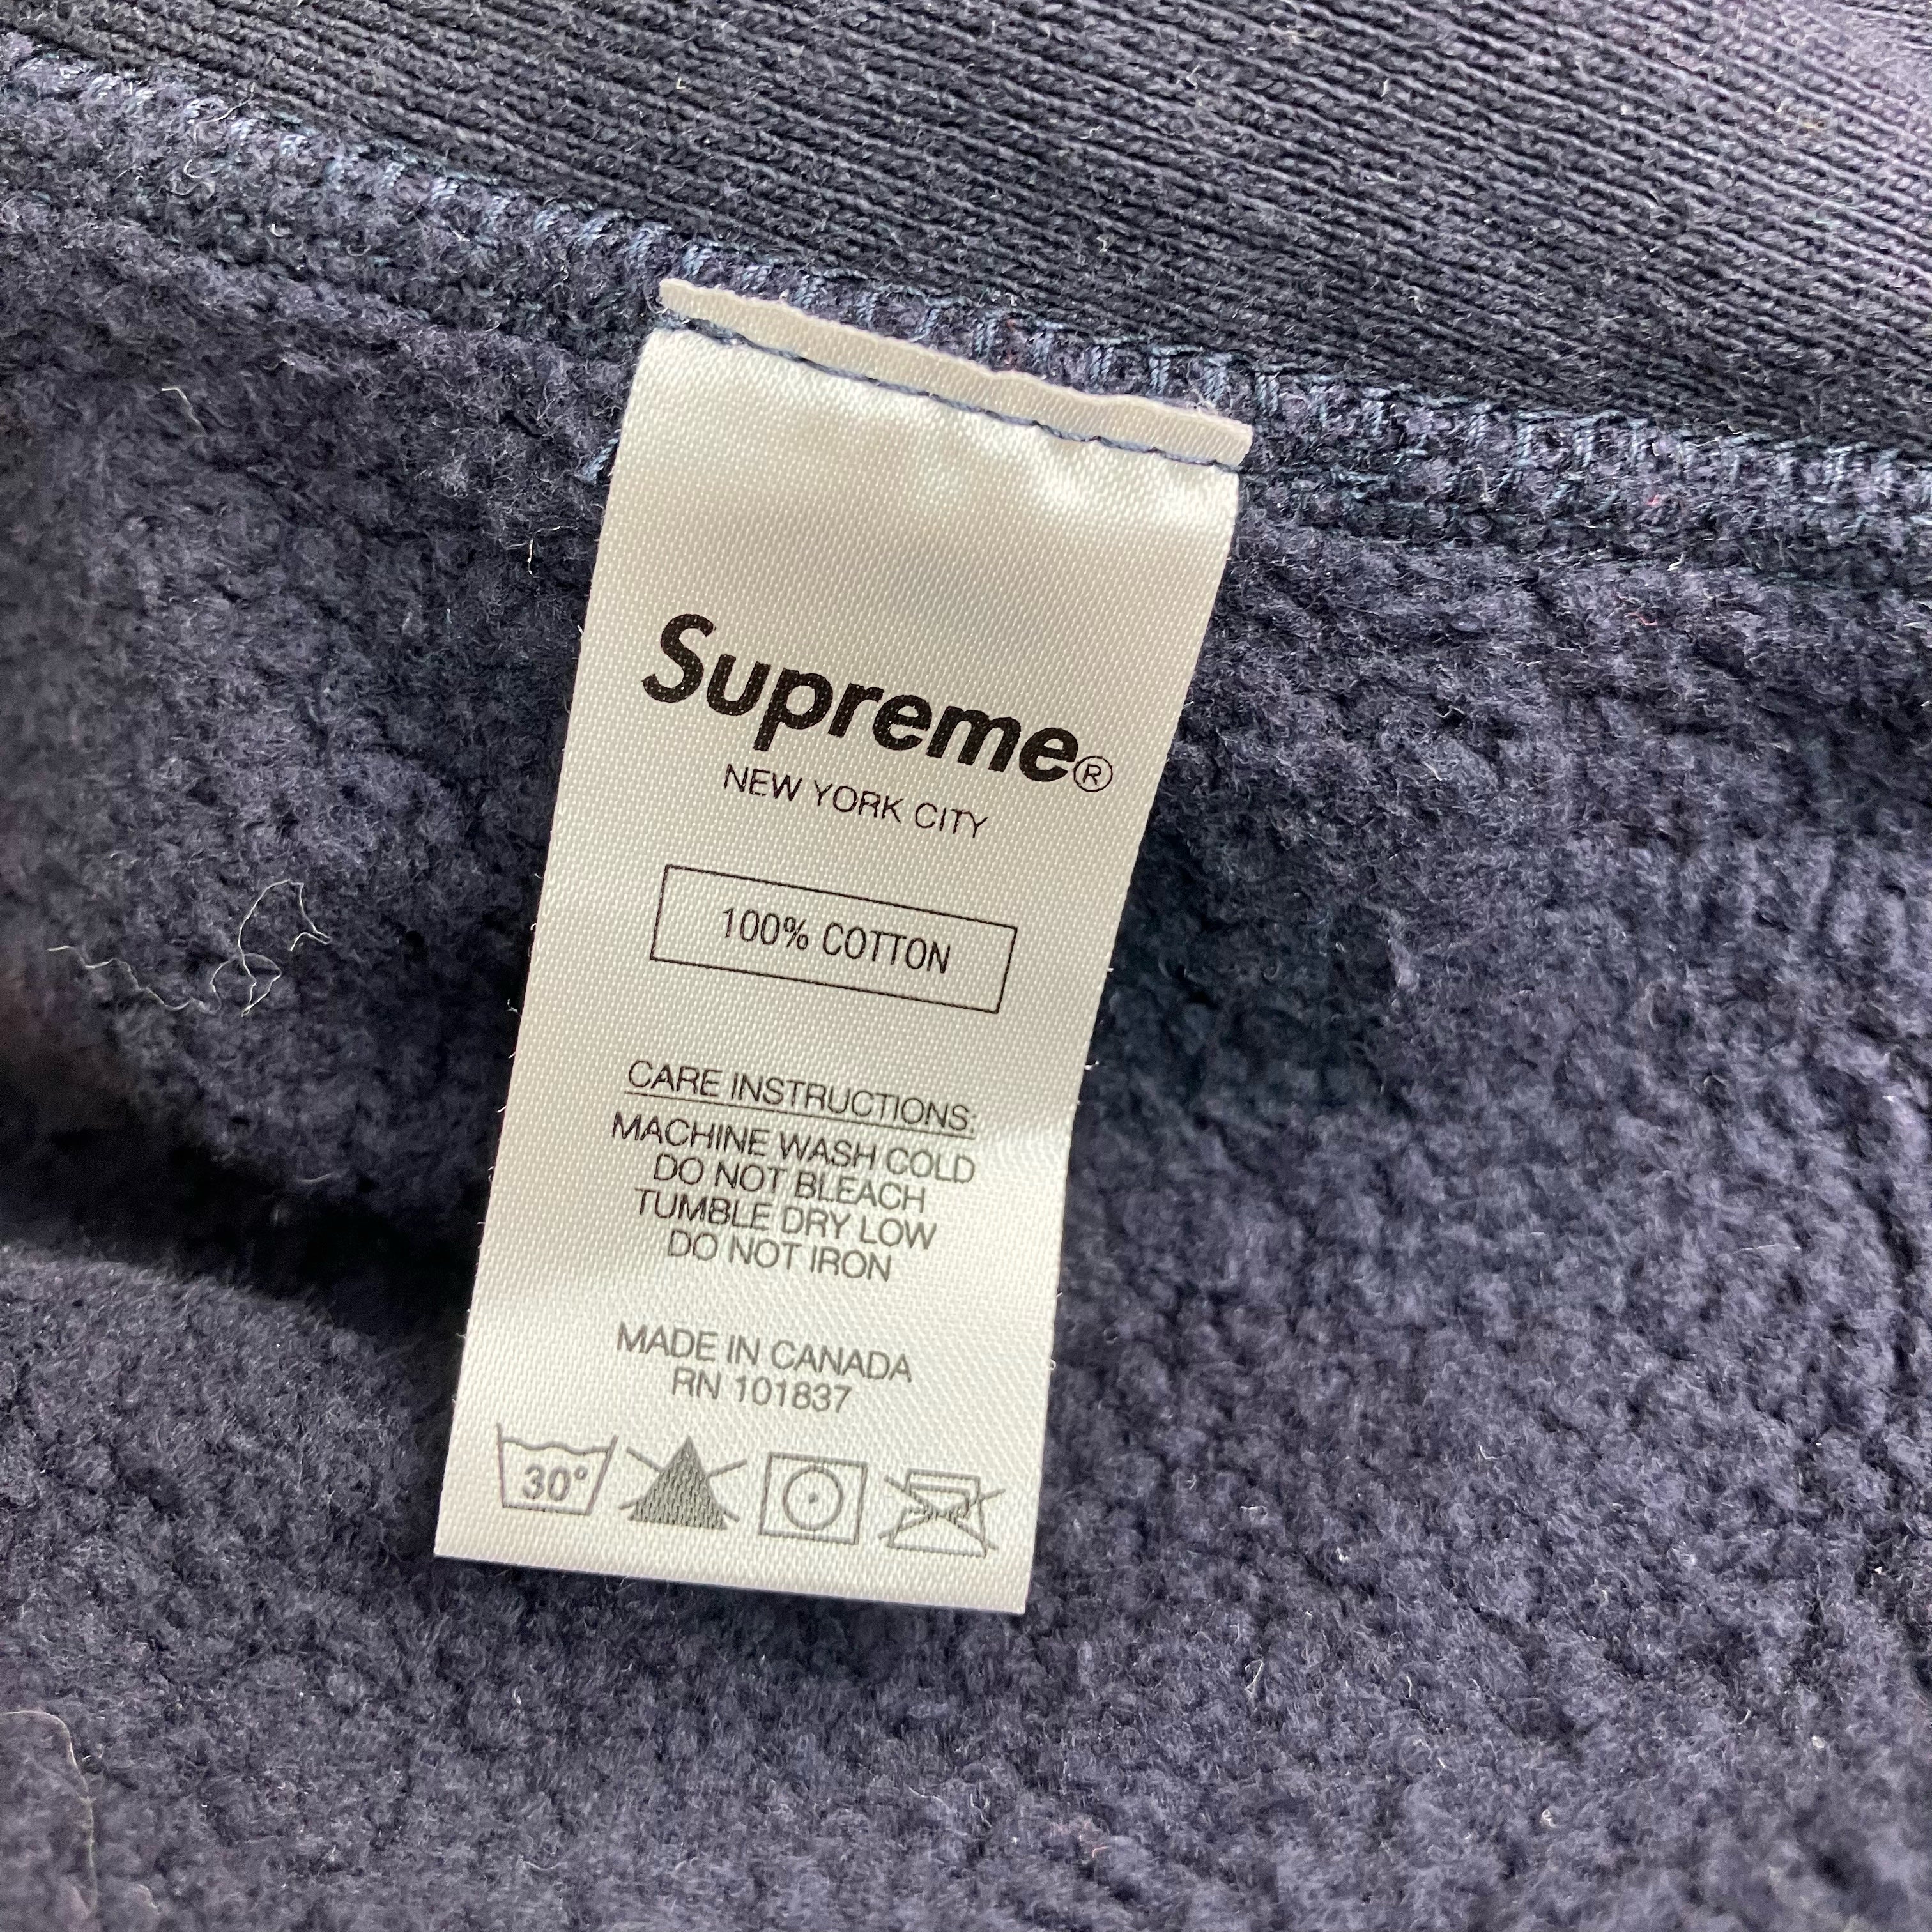 Supreme®
NEW YORK CITY
100% COTTON
CARE INSTRUCTIONS:
MACHINE WASH COLD
DO NOT BLEACH
TUMBLE DRY LOW
DO NOT IRON
MADE IN CANADA
RN 101837
30°